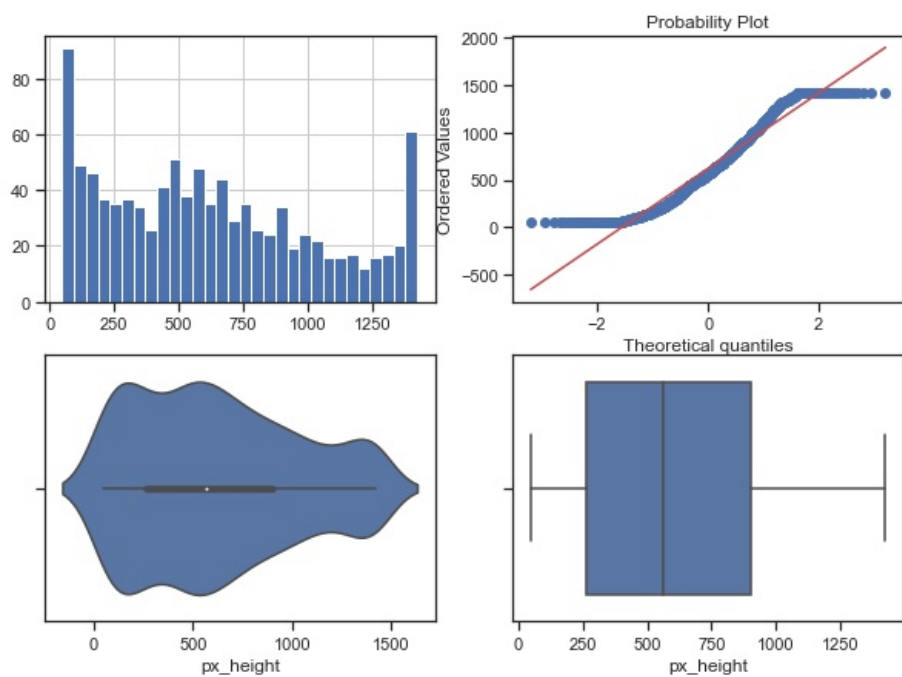 Probability Plot
80
60
40
20
0
0 250 500 750 1000 1250
Ordered Values
2000
1500
1000
500
0
−500
−2 0 2
Theoretical quantiles
0 500 1000 1500
px_height
0 250 500 750 1000 1250
px_height